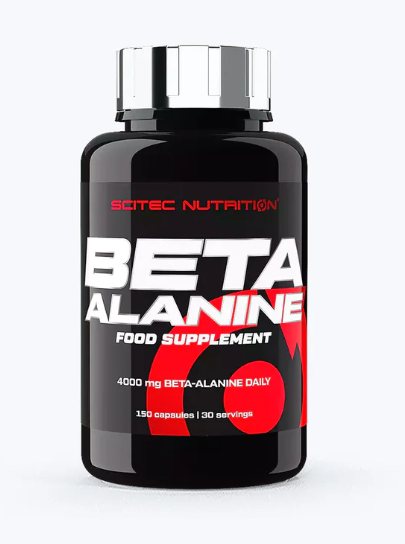 SCITEC NUTRITION
BETA
ALANINE
FOOD SUPPLEMENT
4000 mg BETA-ALANINE DAILY
150 capsules | 30 servings